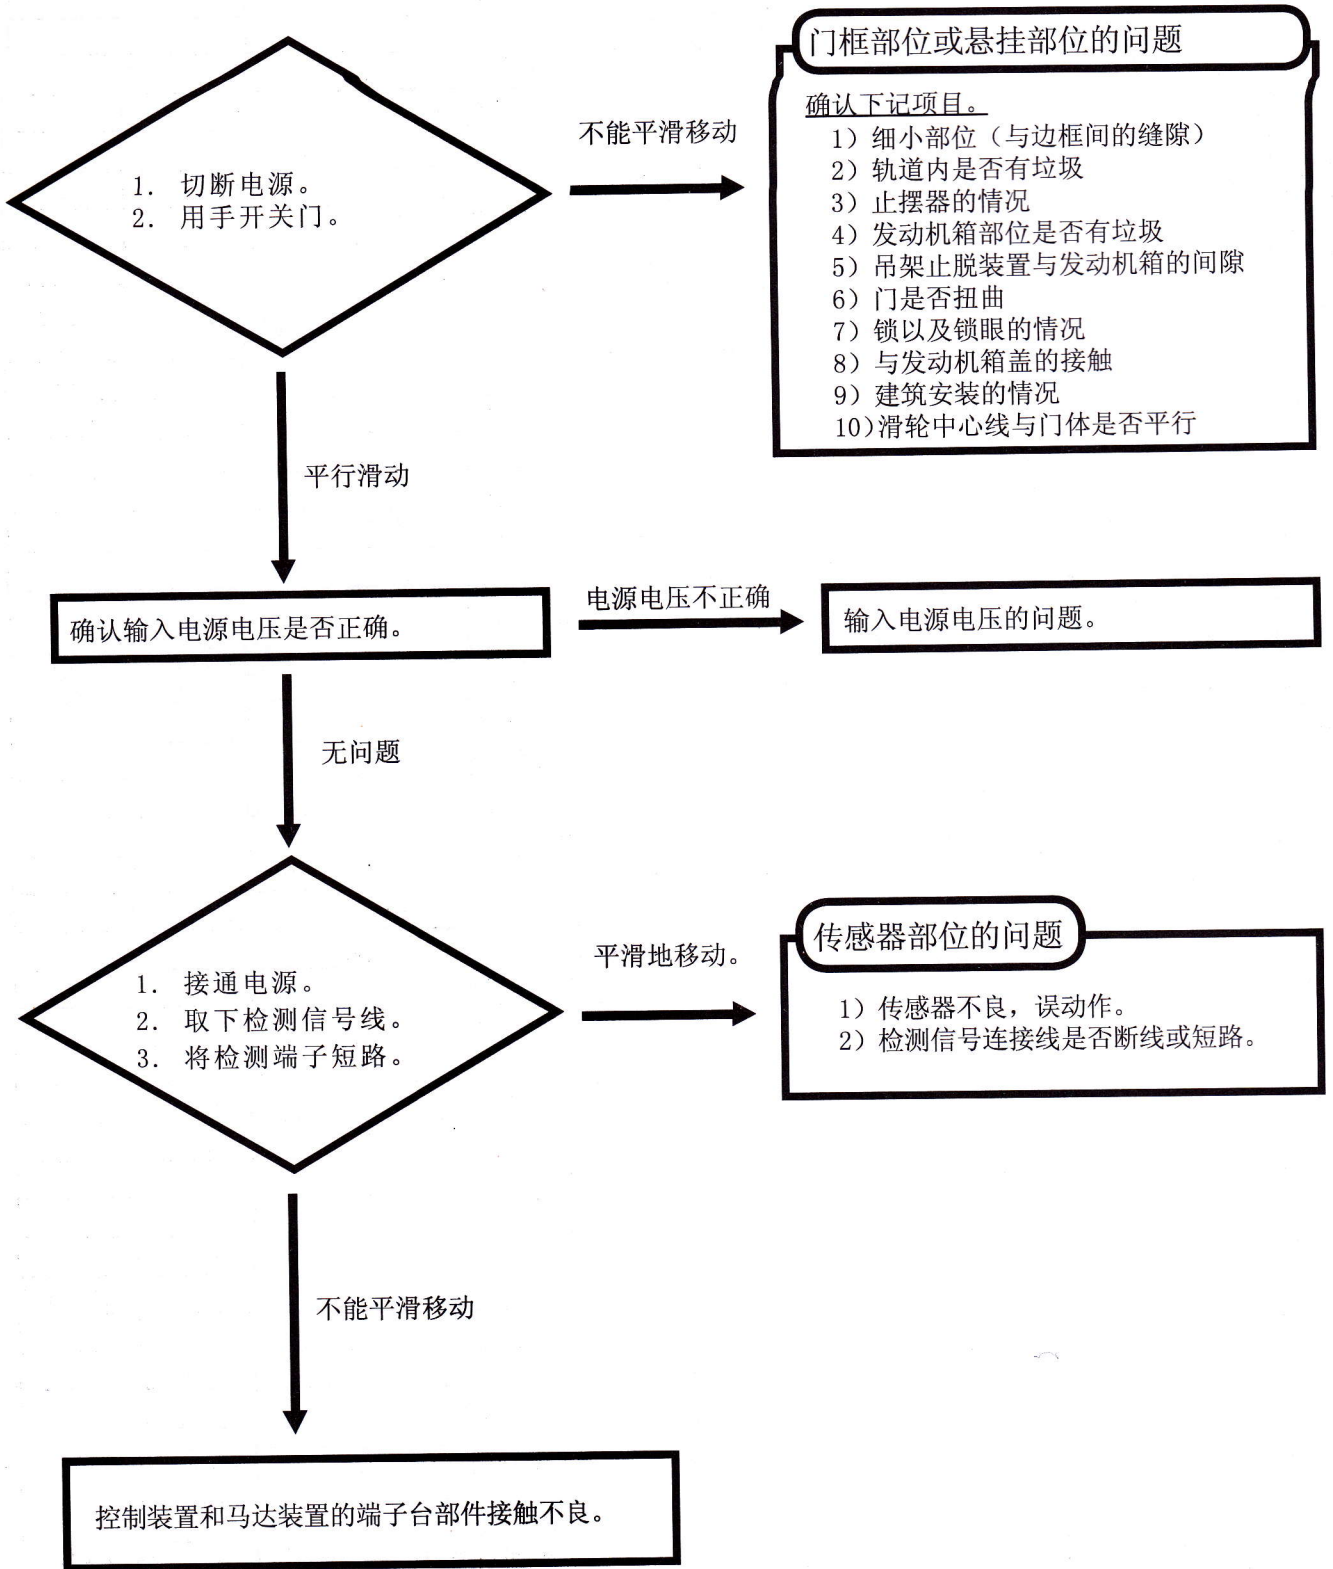 门框部位或悬挂部位的问题
确认下记项目。
1）细小部位（与边框间的缝隙）
2）轨道内是否有垃圾
3）止摆器的情况
4）发动机箱部位是否有垃圾
5）吊架止脱装置与发动机箱的间隙
6）门是否扭曲
7）锁以及锁眼的情况
8）与发动机箱盖的接触
9）建筑安装的情况
10)滑轮中心线与门体是否平行
不能平滑移动
1. 切断电源。
2. 用手开关门。
平行滑动
确认输入电源电压是否正确。
电源电压不正确
输入电源电压的问题。
无问题
1. 接通电源。
2. 取下检测信号线。
3. 将检测端子短路。
平滑地移动。
传感器部位的问题
1）传感器不良，误动作。
2）检测信号连接线是否断线或短路。
不能平滑移动
控制装置和马达装置的端子台部件接触不良。